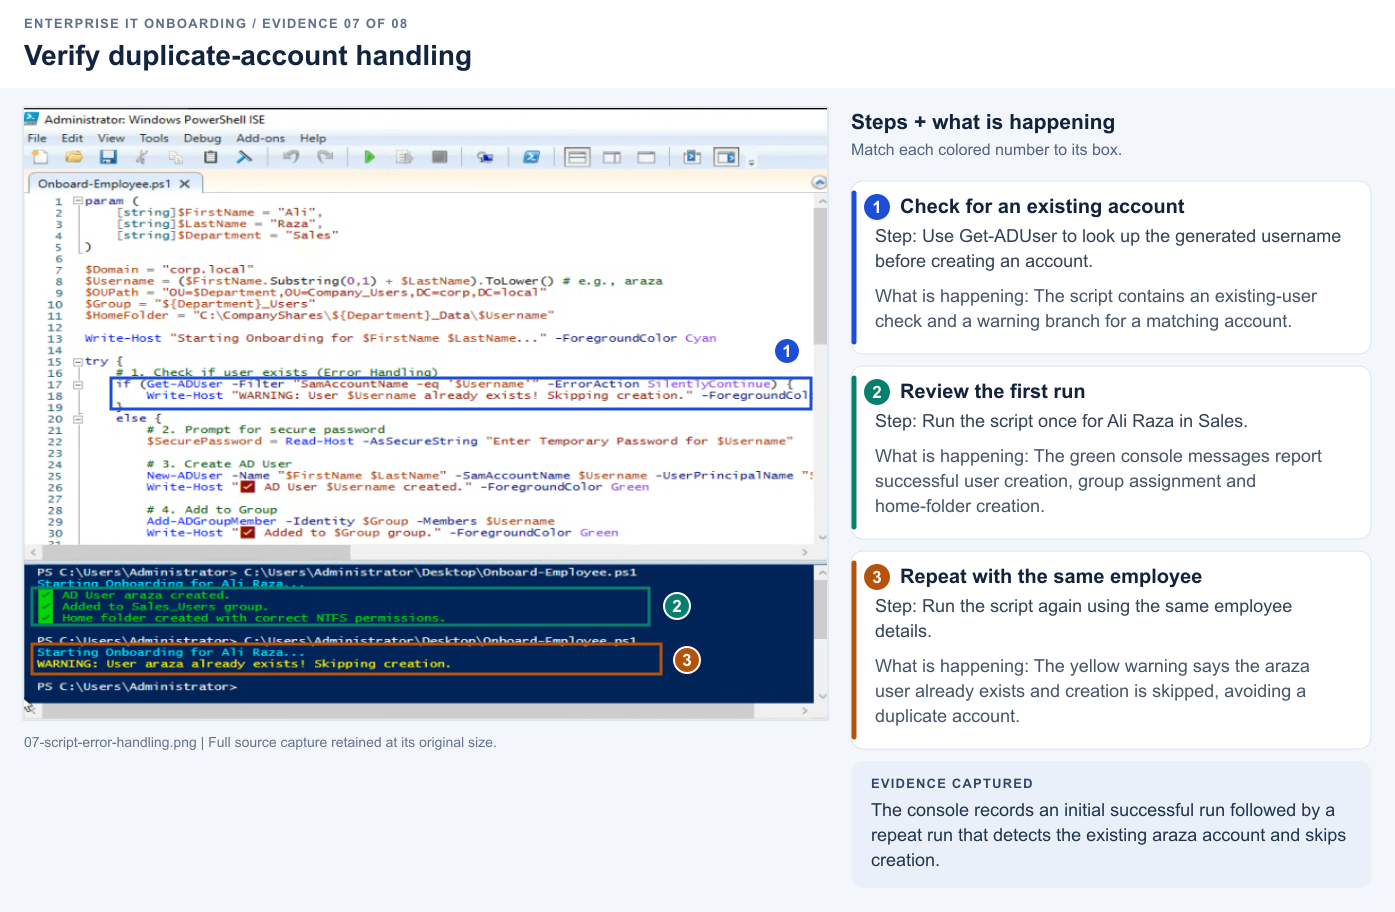 ENTERPRISE IT ONBOARDING / EVIDENCE 07 OF 08
Verify duplicate-account handling
Administrator: Windows PowerShell ISE
File Edit View Tools Debug Add-ons Help
Onboard-Employee.ps1 X
1 param (
2 [string]$FirstName = "Ali",
3 [string]$LastName = "Raza",
4 [string]$Department = "Sales"
5 )
6
7 $Domain = "corp.local"
8 $Username = ($FirstName.Substring(0,1) + $LastName).ToLower() # e.g., araza
9 $OUPath = "OU=$Department,OU=Company_Users,DC=corp,DC=local"
10 $Group = "${Department}_Users"
11 $HomeFolder = "C:\CompanyShares\${Department}_Data\$Username"
12
13 Write-Host "Starting Onboarding for $FirstName $LastName..." -ForegroundColor Cyan
14
1
15 try {
16 # 1. Check if user exists (Error Handling)
17 if (Get-ADUser -Filter "SamAccountName -eq '$Username'" -ErrorAction SilentlyContinue) {
18 Write-Host "WARNING: User $Username already exists! Skipping creation." -ForegroundCol
19 }
20 else {
21 # 2. Prompt for secure password
22 $SecurePassword = Read-Host -AsSecureString "Enter Temporary Password for $Username"
23
24 # 3. Create AD User
25 New-ADUser -Name "$FirstName $LastName" -SamAccountName $Username -UserPrincipalName "
26 Write-Host "✅ AD User $Username created." -ForegroundColor Green
27
28 # 4. Add to Group
29 Add-ADGroupMember -Identity $Group -Members $Username
30 Write-Host "✅ Added to $Group group." -ForegroundColor Green
PS C:\Users\Administrator> C:\Users\Administrator\Desktop\Onboard-Employee.ps1
Starting Onboarding for Ali Raza...
✅ AD User araza created.
✅ Added to Sales_Users group.
✅ Home folder created with correct NTFS permissions.
2
PS C:\Users\Administrator> C:\Users\Administrator\Desktop\Onboard-Employee.ps1
Starting Onboarding for Ali Raza...
WARNING: User araza already exists! Skipping creation.
3
PS C:\Users\Administrator>
07-script-error-handling.png | Full source capture retained at its original size.
Steps + what is happening
Match each colored number to its box.
1 Check for an existing account
Step: Use Get-ADUser to look up the generated username
before creating an account.
What is happening: The script contains an existing-user
check and a warning branch for a matching account.
2 Review the first run
Step: Run the script once for Ali Raza in Sales.
What is happening: The green console messages report
successful user creation, group assignment and
home-folder creation.
3 Repeat with the same employee
Step: Run the script again using the same employee
details.
What is happening: The yellow warning says the araza
user already exists and creation is skipped, avoiding a
duplicate account.
EVIDENCE CAPTURED
The console records an initial successful run followed by a
repeat run that detects the existing araza account and skips
creation.